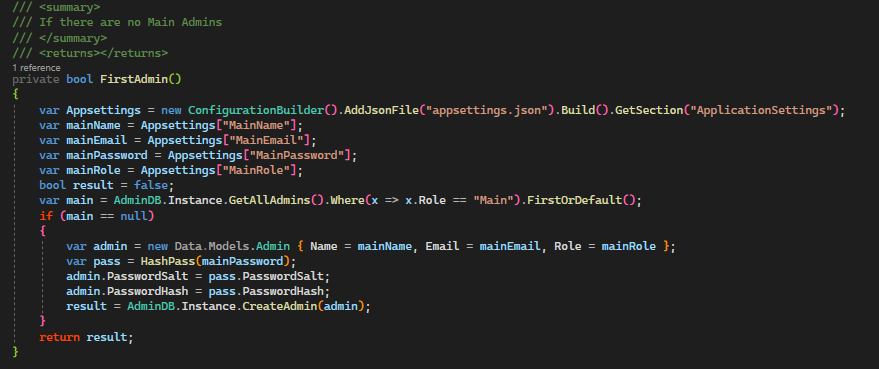 /// <summary>
/// If there are no Main Admins
/// </summary>
/// <returns></returns>
1 reference
private bool FirstAdmin()
{
    var Appsettings = new ConfigurationBuilder().AddJsonFile("appsettings.json").Build().GetSection("ApplicationSettings");
    var mainName = Appsettings["MainName"];
    var mainEmail = Appsettings["MainEmail"];
    var mainPassword = Appsettings["MainPassword"];
    var mainRole = Appsettings["MainRole"];
    bool result = false;
    var main = AdminDB.Instance.GetAllAdmins().Where(x => x.Role == "Main").FirstOrDefault();
    if (main == null)
    {
        var admin = new Data.Models.Admin { Name = mainName, Email = mainEmail, Role = mainRole };
        var pass = HashPass(mainPassword);
        admin.PasswordSalt = pass.PasswordSalt;
        admin.PasswordHash = pass.PasswordHash;
        result = AdminDB.Instance.CreateAdmin(admin);
    }
    return result;
}